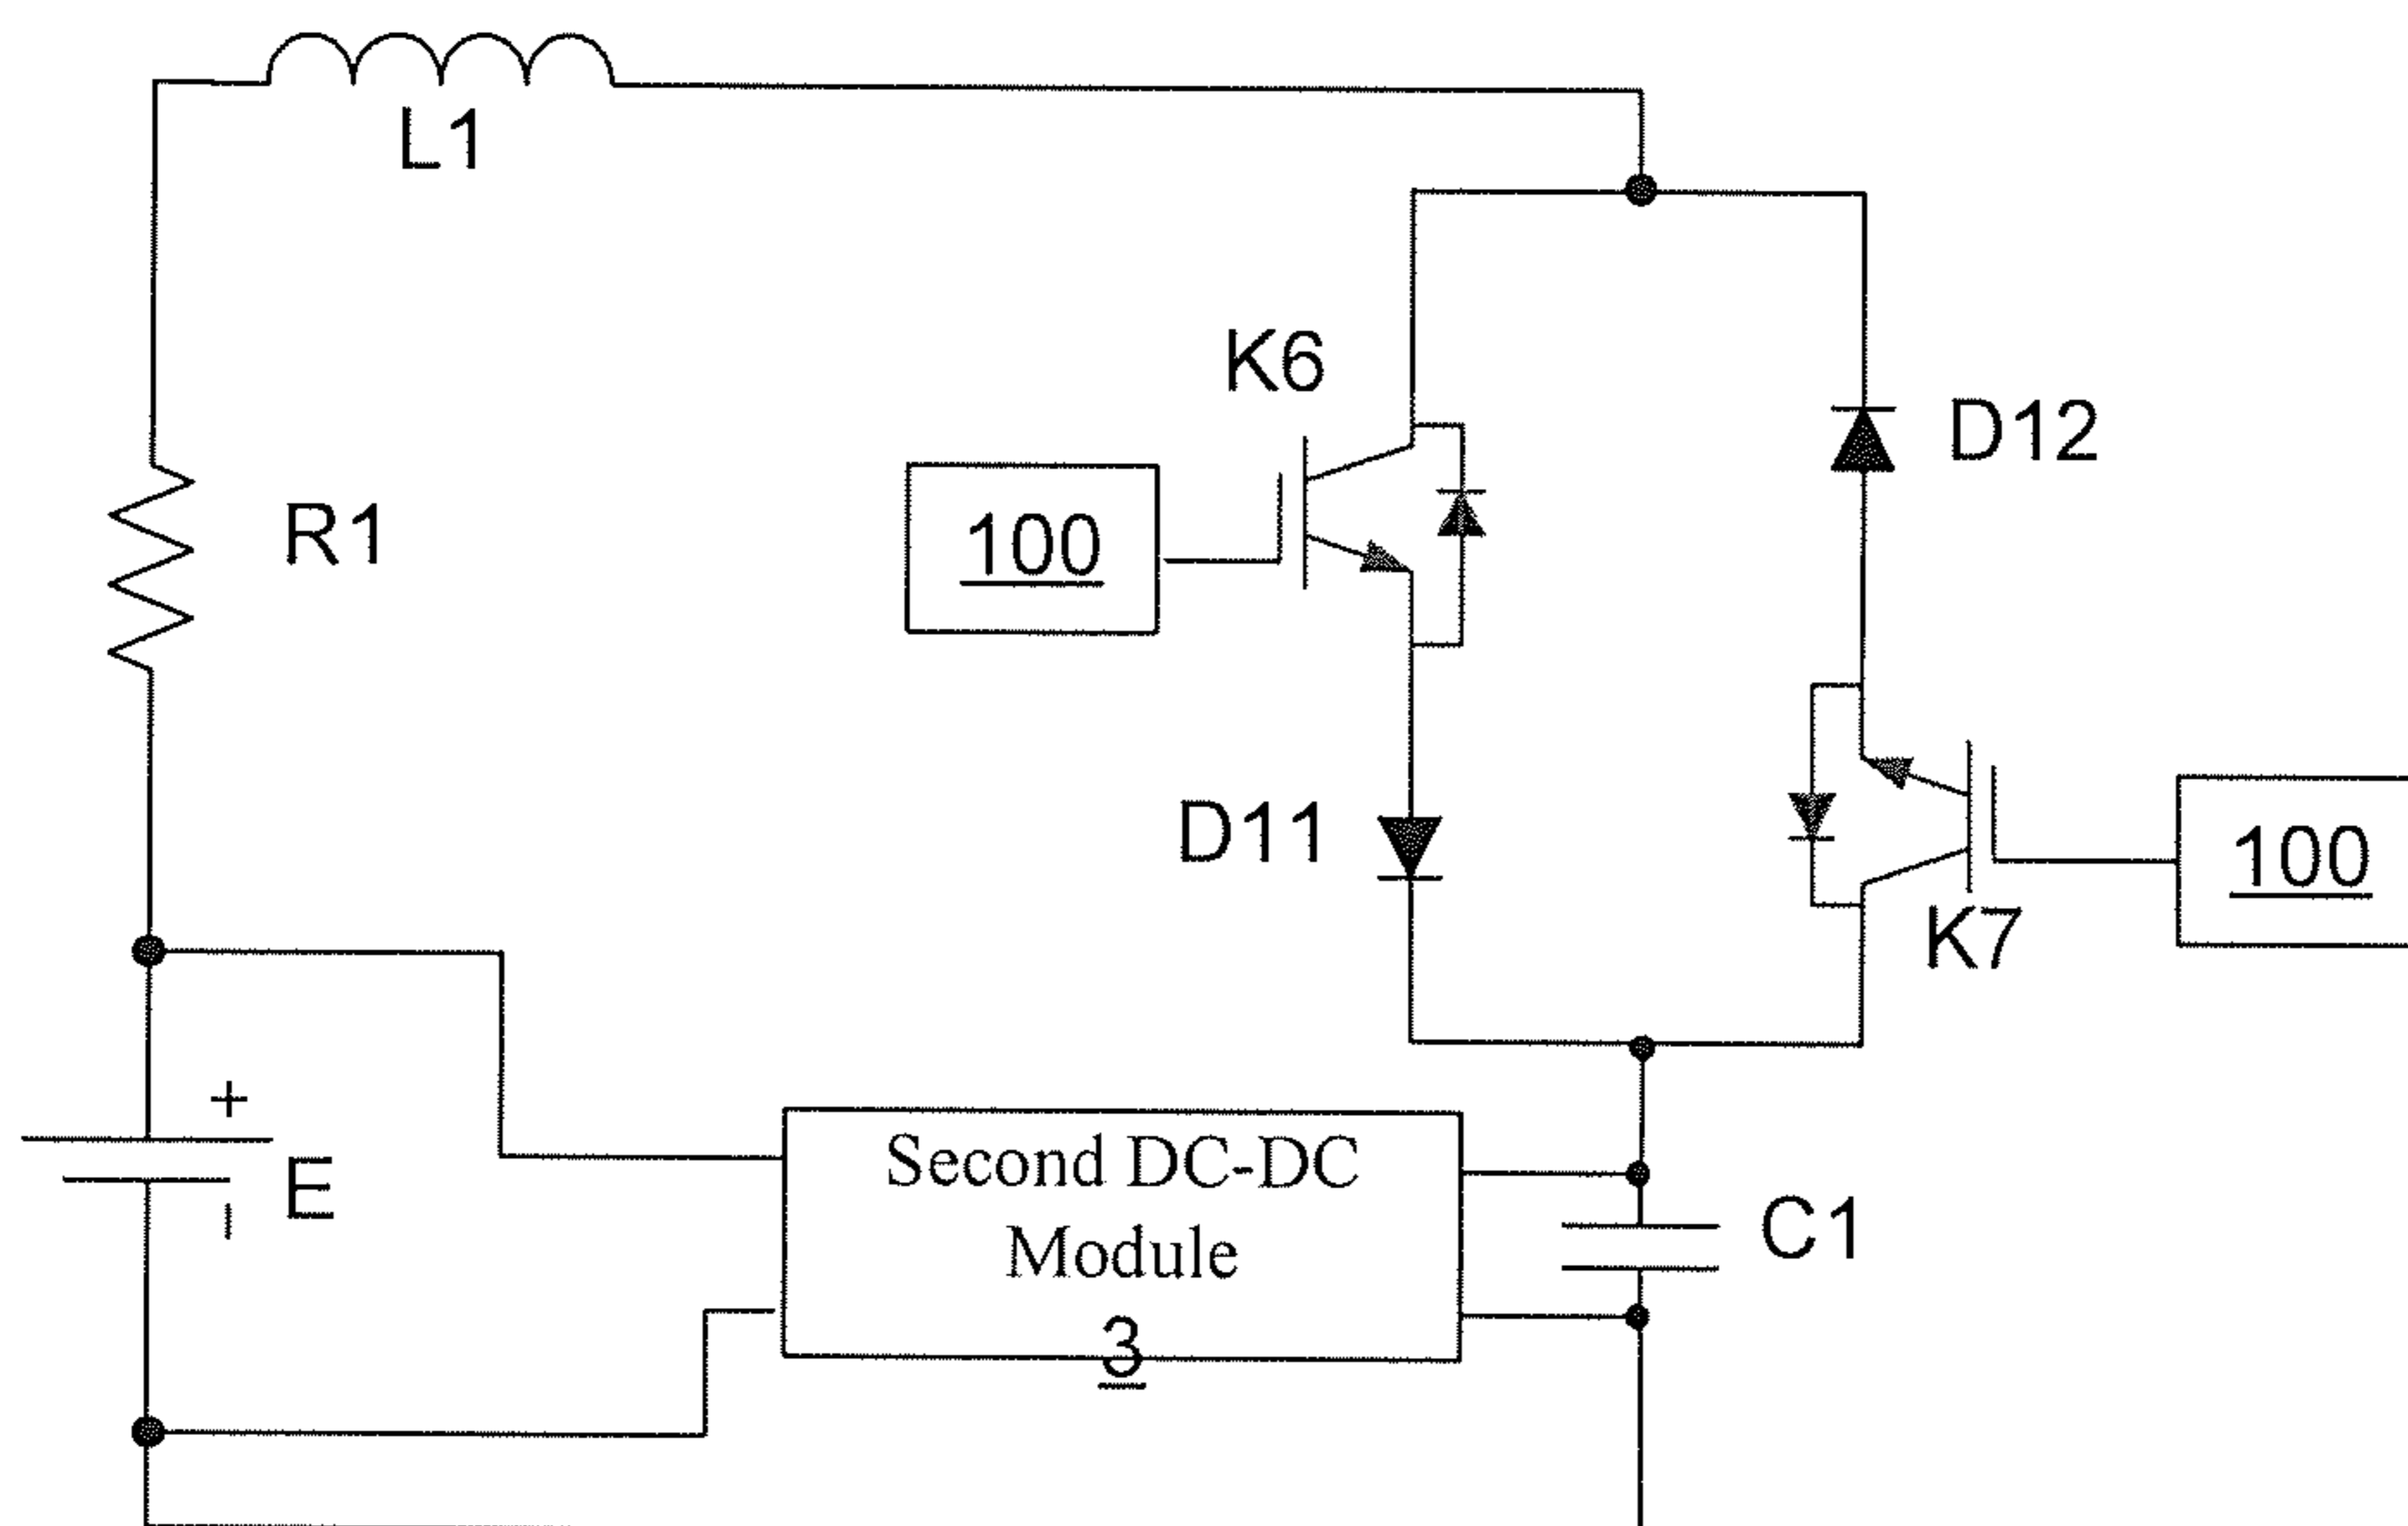 L1
K6
D12
R1
100
D11
100
K7
+
E
-
Second DC-DC
Module
3
C1